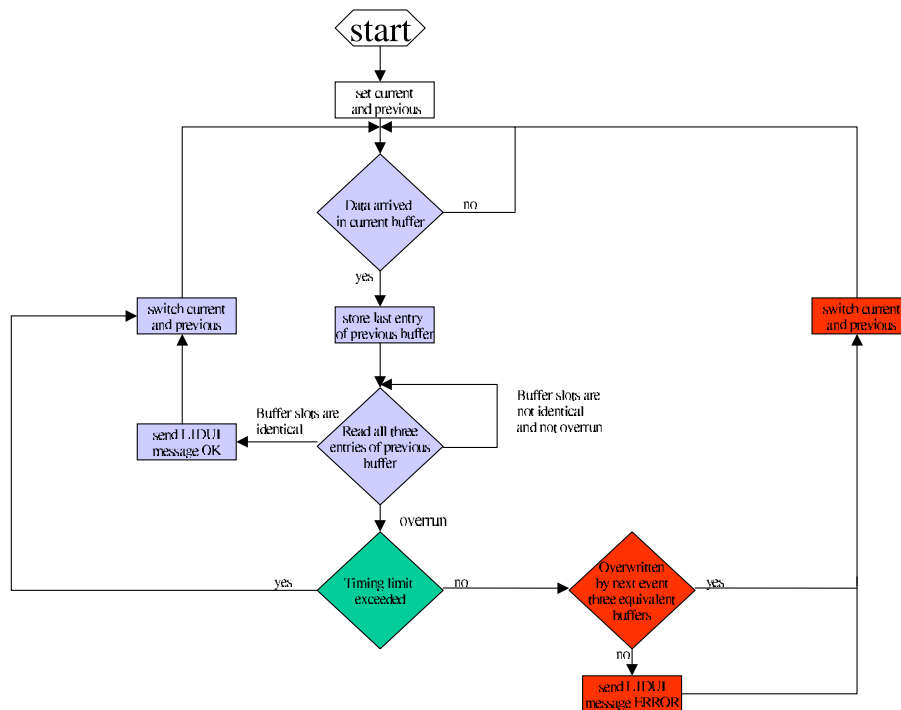 start
set current
and previous
Data arrived
in current buffer
no
yes
switch current
and previous
store last entry
of previous buffer
switch current
and previous
Buffer slots are
identical
Buffer slots are
not identical
and not overrun
send LIDUI
message OK
Read all three
entries of previous
buffer
overrun
yes
Timing limit
exceeded
no
Overwritten
by next event
three equivalent
buffers
yes
no
send LIDUI
message ERROR